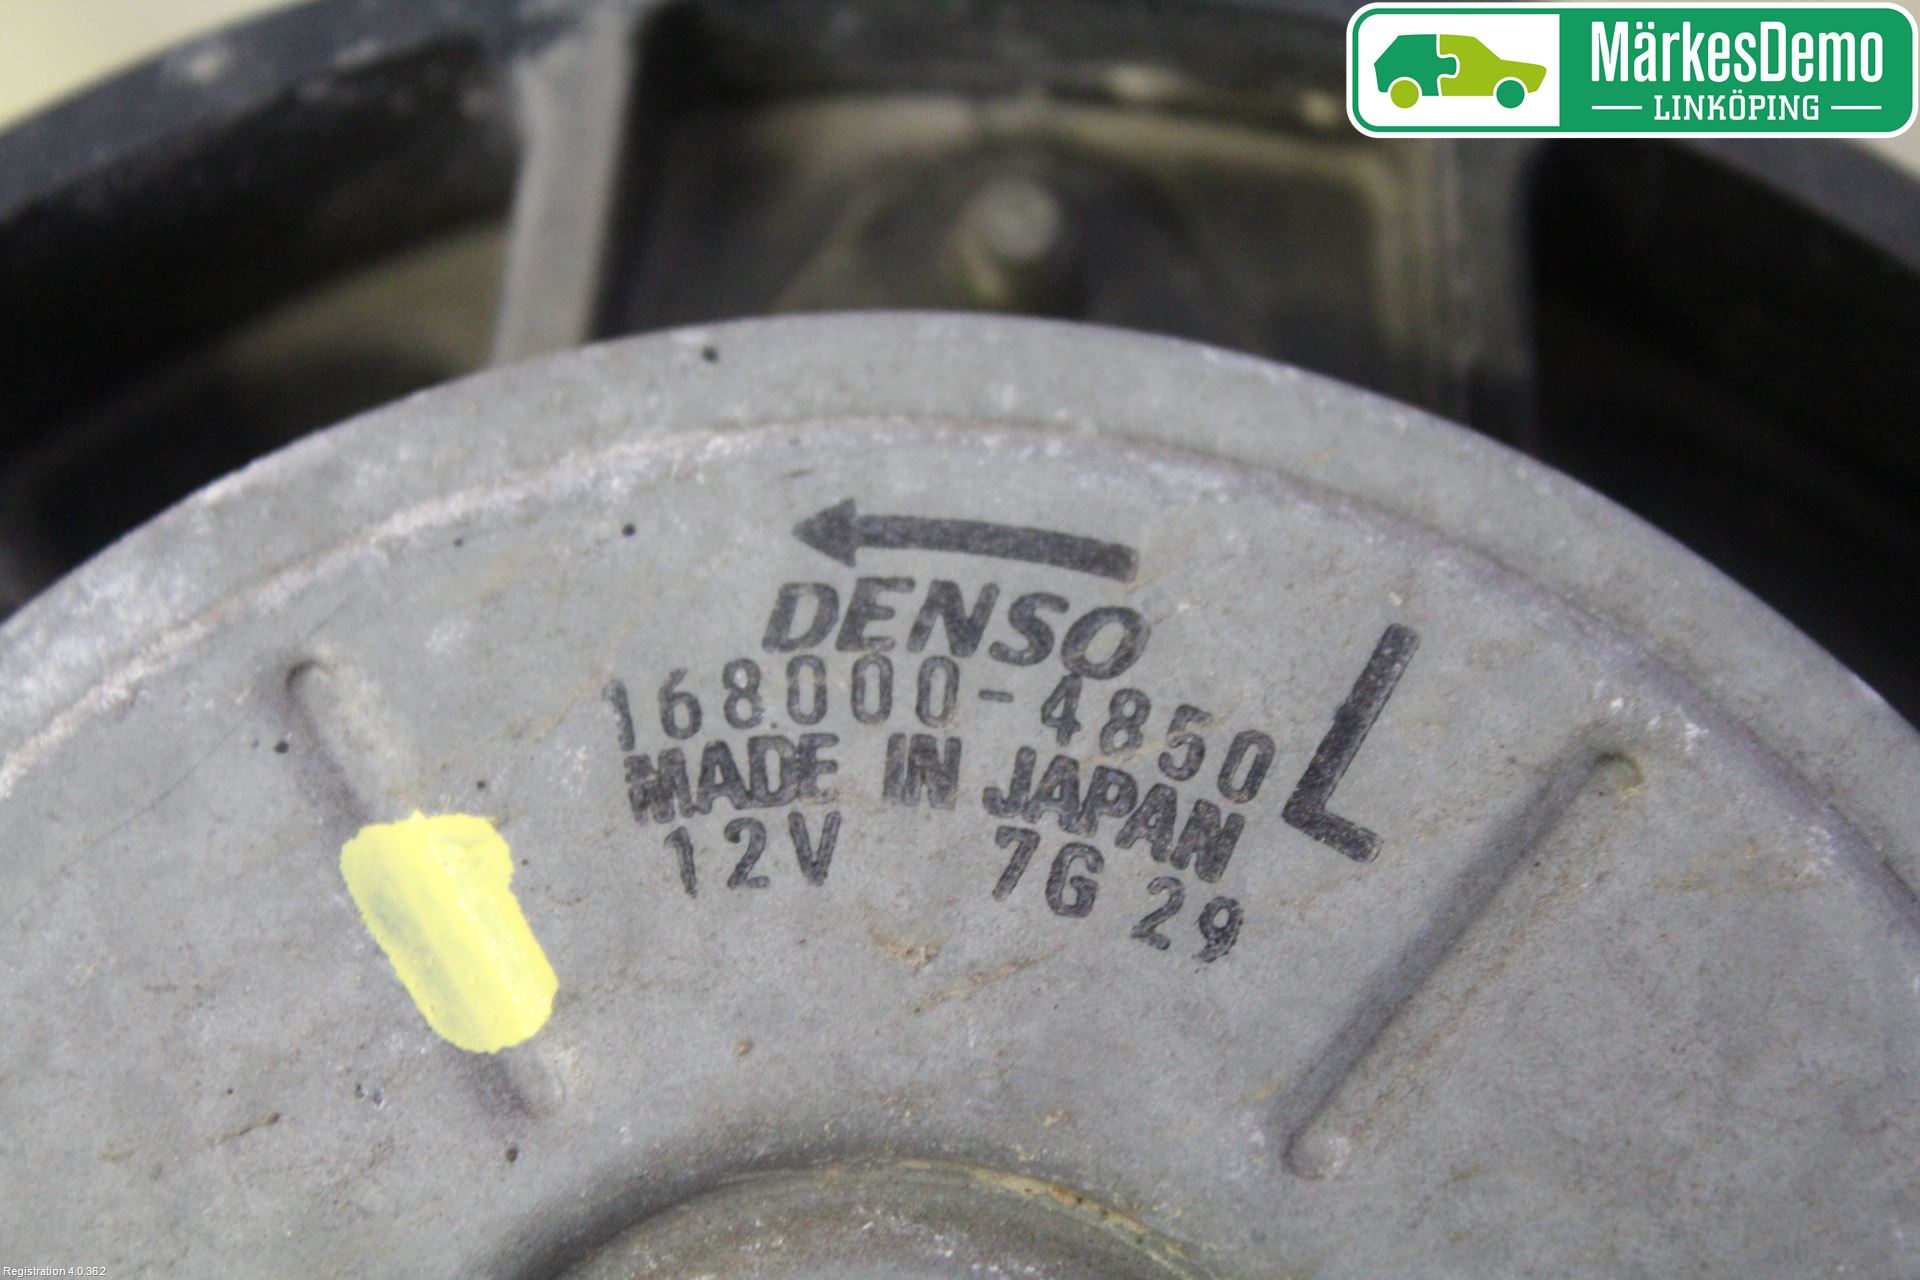 MärkesDemo
LINKÖPING
DENSO
168000-4850
L
MADE IN JAPAN
12V 7G 29
Registration 4.0.362